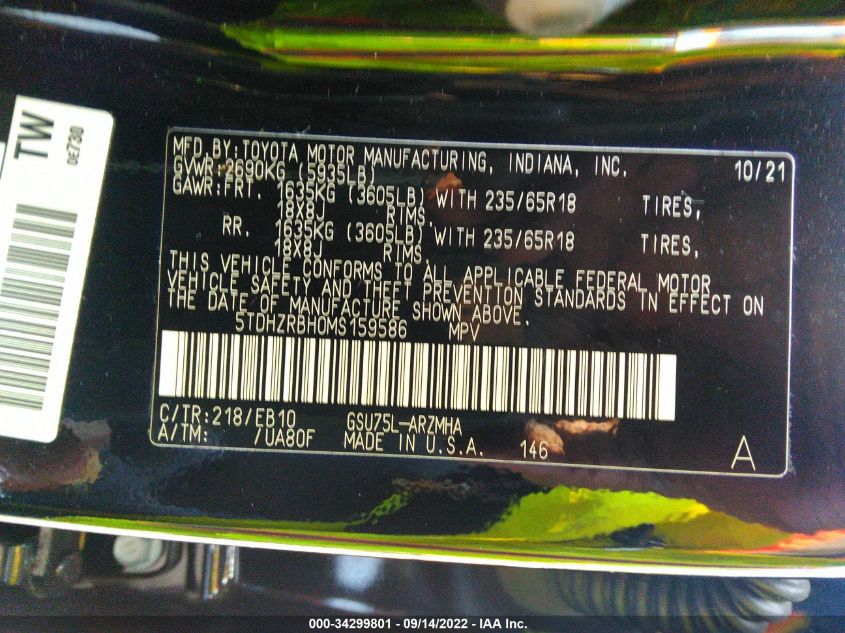 TW
0E730
MFD.BY:TOYOTA MOTOR MANUFACTURING, INDIANA, INC. 10/21
GVWR:2690KG (5935LB)
GAWR:FRT. 1635KG (3605LB) WITH 235/65R18 TIRES,
18X8J RIMS.
RR. 1635KG (3605LB) WITH 235/65R18 TIRES,
18X8J RIMS.
THIS VEHICLE CONFORMS TO ALL APPLICABLE FEDERAL MOTOR
VEHICLE SAFETY AND THEFT PREVENTION STANDARDS IN EFFECT ON
THE DATE OF MANUFACTURE SHOWN ABOVE.
5TDHZRBH0MS159586 MPV
C/TR:218/EB10 GSU75L-ARZMHA
A/TM: /UA80F MADE IN U.S.A. 146 A
000-34299801 - 09/14/2022 - IAA Inc.